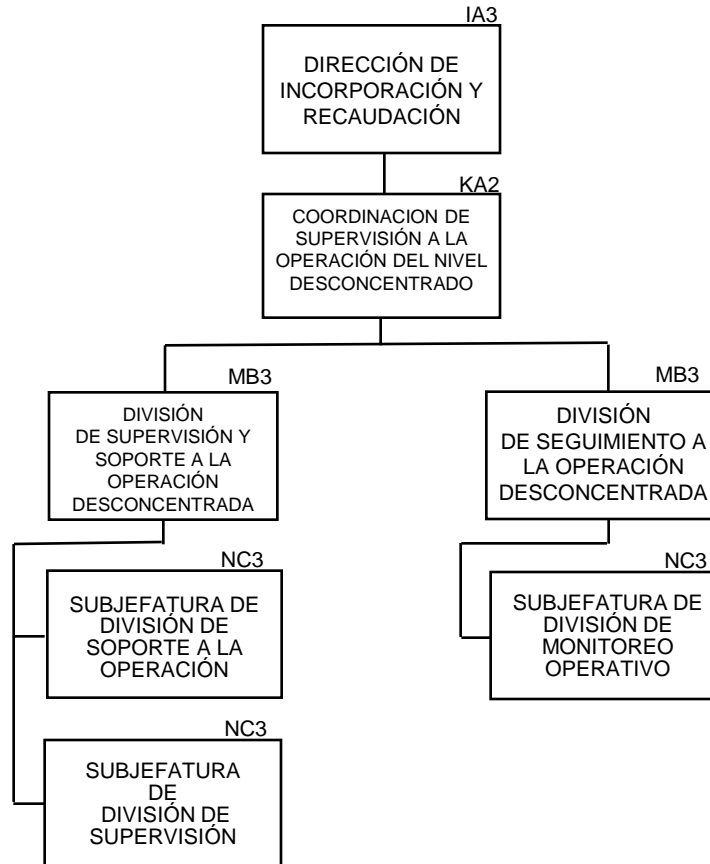 IA3
DIRECCIÓN DE
INCORPORACIÓN Y
RECAUDACIÓN
KA2
COORDINACION DE
SUPERVISIÓN A LA
OPERACIÓN DEL NIVEL
DESCONCENTRADO
MB3
DIVISIÓN
DE SUPERVISIÓN Y
SOPORTE A LA
OPERACIÓN
DESCONCENTRADA
MB3
DIVISIÓN
DE SEGUIMIENTO A
LA OPERACIÓN
DESCONCENTRADA
NC3
SUBJEFATURA DE
DIVISIÓN DE
SOPORTE A LA
OPERACIÓN
NC3
SUBJEFATURA DE
DIVISIÓN DE
MONITOREO
OPERATIVO
NC3
SUBJEFATURA
DE
DIVISIÓN DE
SUPERVISIÓN